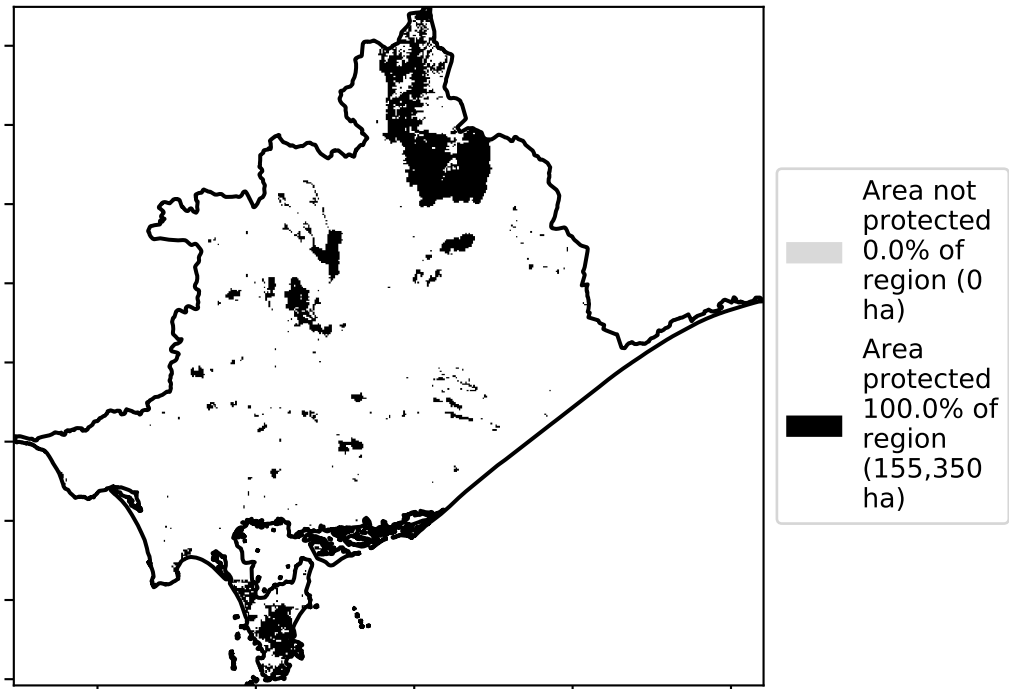 Area not
protected
0.0% of
region (0
ha)
Area
protected
100.0% of
region
(155,350
ha)